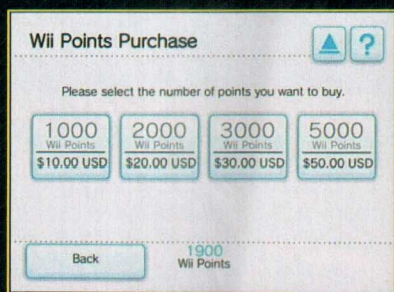 Wii Points Purchase
?
Please select the number of points you want to buy.
1000
Wii Points
$10.00 USD
2000
Wii Points
$20.00 USD
3000
Wii Points
$30.00 USD
5000
Wii Points
$50.00 USD
Back
1900
Wii Points